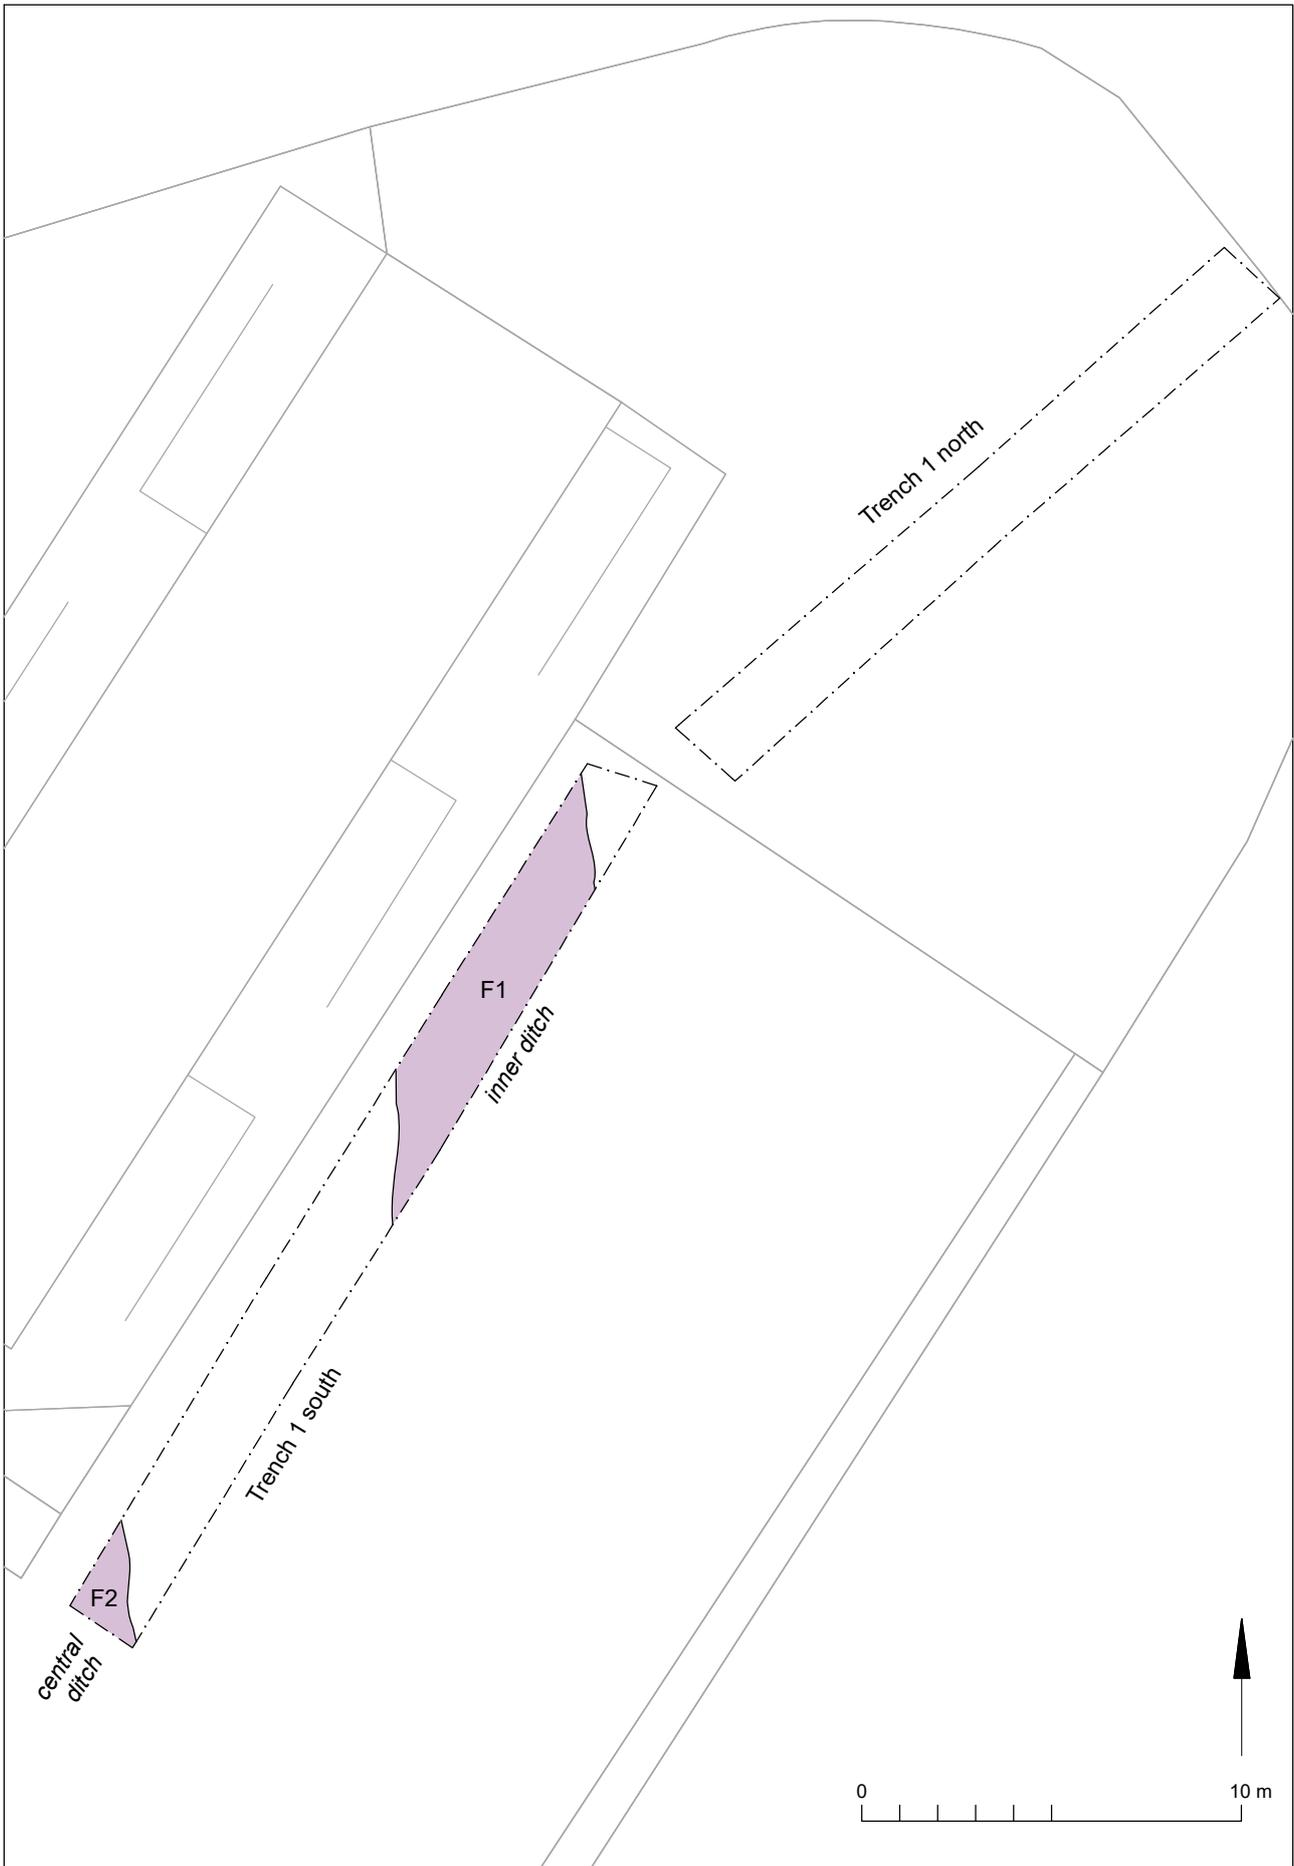 Trench 1 north
F1
inner ditch
Trench 1 south
F2
central
ditch
0
10 m